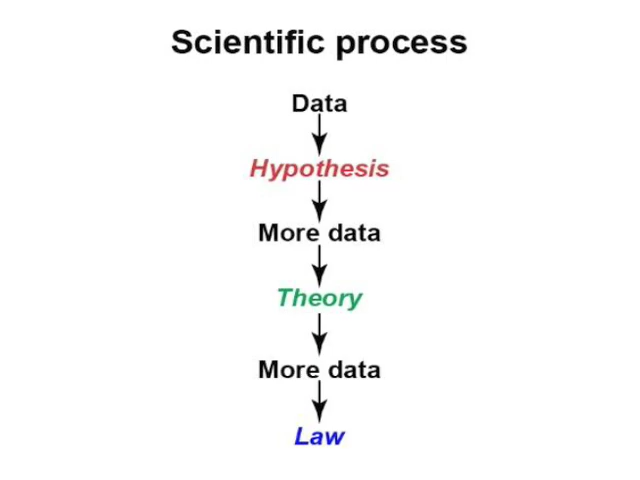 Scientific process
Data
Hypothesis
More data
Theory
More data
Law